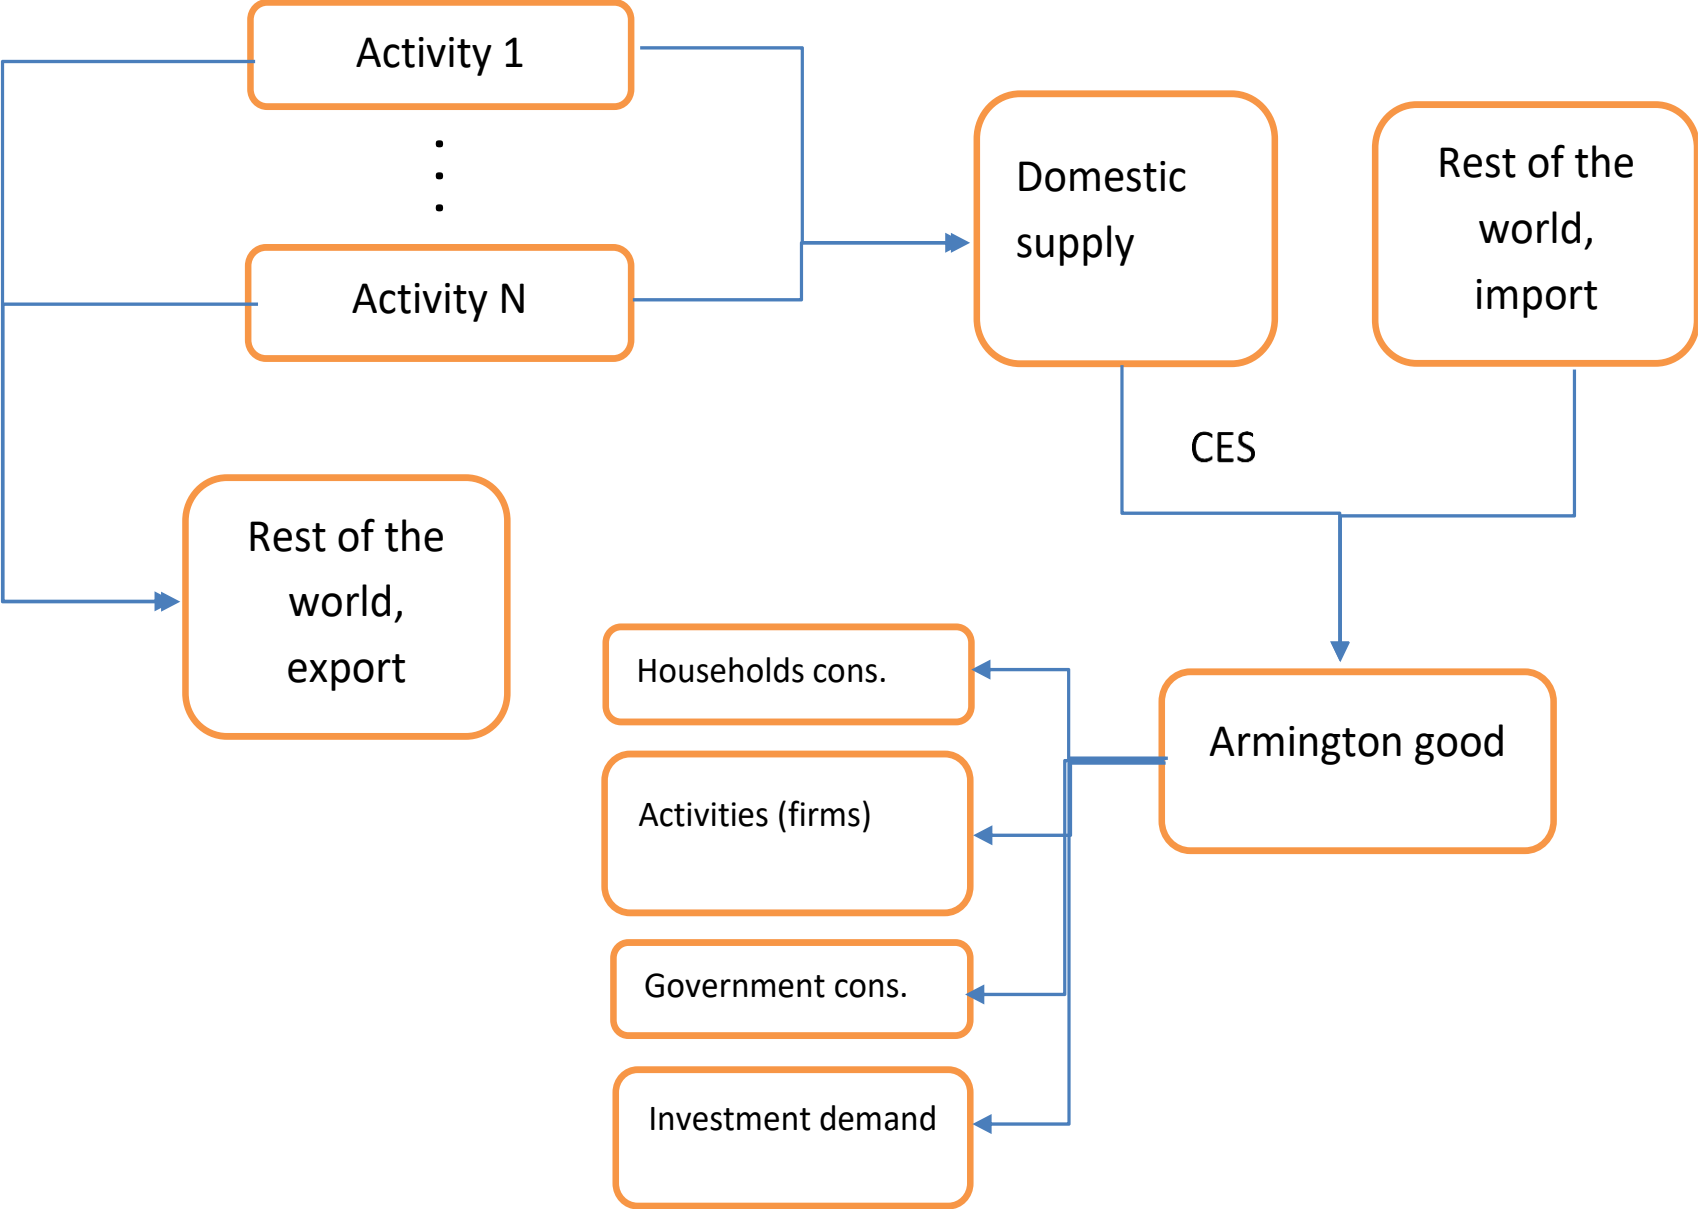 Activity 1
.
.
.
Activity N
Domestic
supply
Rest of the
world,
import
CES
Rest of the
world,
export
Households cons.
Armington good
Activities (firms)
Government cons.
Investment demand